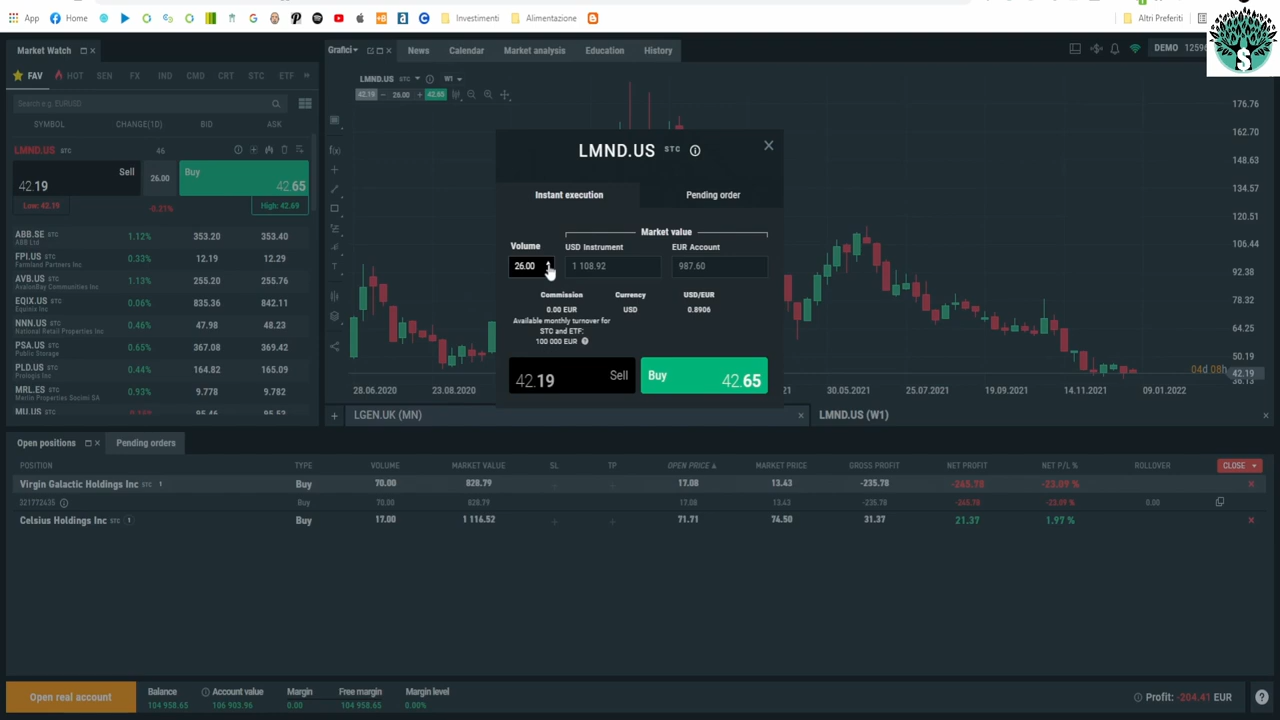 App
Home
Investimenti
Alimentazione
Altri Preferiti
Market Watch
Grafici
News
Calendar
Market analysis
Education
History
DEMO
FAV
HOT
SEN
FX
IND
CMD
CRT
STC
ETF
»
Search e.g. EURUSD
SYMBOL
CHANGE(1D)
BID
ASK
LMND.US STC
46
42.19
Sell
26.00
Buy
42.65
Low: 42.19
-0.21%
High: 42.69
ABB.SE STC 1.12% 353.20 353.40
ABB Ltd
FPI.US STC 0.33% 12.19 12.29
Farmland Partners Inc
AVB.US STC 0.13% 255.20 255.76
AvalonBay Communities Inc
EQIX.US STC 0.06% 835.36 842.11
Equinix Inc
NNN.US STC 0.46% 47.98 48.23
National Retail Properties Inc
PSA.US STC 0.65% 367.08 369.42
Public Storage
PLD.US STC 0.44% 164.82 165.09
Prologis Inc
MRL.ES STC 0.93% 9.778 9.782
Merlin Properties Socimi SA
LMND.US STC
W1
42.19 − 26.00 + 42.65
f(x)
T
176.76
162.70
148.63
134.57
120.51
106.44
92.38
78.32
64.25
50.19
42.19
04d 08h
28.06.2020
23.08.2020
30.05.2021
25.07.2021
19.09.2021
14.11.2021
09.01.2022
LGEN.UK (MN)
LMND.US (W1)
LMND.US STC
Instant execution
Pending order
Market value
Volume
USD Instrument
EUR Account
26.00
1 108.92
987.60
Commission
Currency
USD/EUR
0.00 EUR
USD
0.8906
Available monthly turnover for
STC and ETF:
100 000 EUR
42.19
Sell
Buy
42.65
Open positions
Pending orders
POSITION TYPE VOLUME MARKET VALUE SL TP OPEN PRICE MARKET PRICE GROSS PROFIT NET PROFIT NET P/L % ROLLOVER CLOSE
Virgin Galactic Holdings Inc STC 1 Buy 70.00 828.79 17.08 13.43 -235.78 -245.78 -23.09 %
321772435 Buy 70.00 828.79 17.08 13.43 -235.78 -245.78 -23.09 % 0.00
Celsius Holdings Inc STC 1 Buy 17.00 1 116.52 71.71 74.50 31.37 21.37 1.97 %
Open real account
Balance
104 958.65
Account value
106 903.96
Margin
0.00
Free margin
104 958.65
Margin level
0.00%
Profit: -204.41 EUR